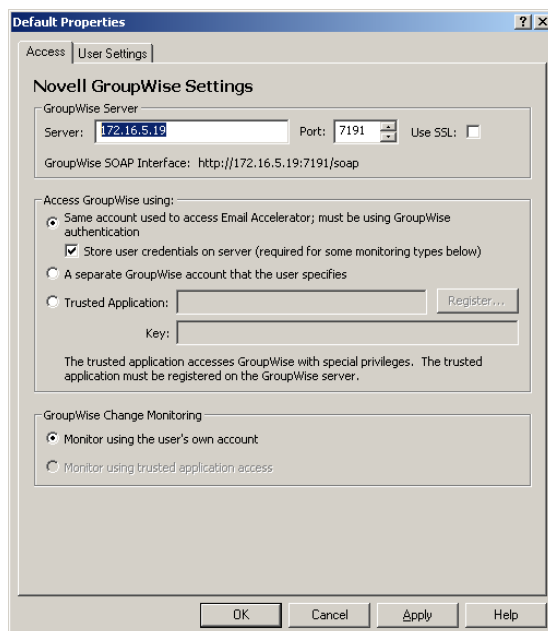 Default Properties
Access
User Settings
Novell GroupWise Settings
GroupWise Server
Server: 172.16.5.19 Port: 7191 Use SSL:
GroupWise SOAP Interface: http://172.16.5.19:7191/soap
Access GroupWise using:
Same account used to access Email Accelerator; must be using GroupWise
authentication
Store user credentials on server (required for some monitoring types below)
A separate GroupWise account that the user specifies
Trusted Application: Register...
Key:
The trusted application accesses GroupWise with special privileges. The trusted
application must be registered on the GroupWise server.
GroupWise Change Monitoring
Monitor using the user's own account
Monitor using trusted application access
OK Cancel Apply Help